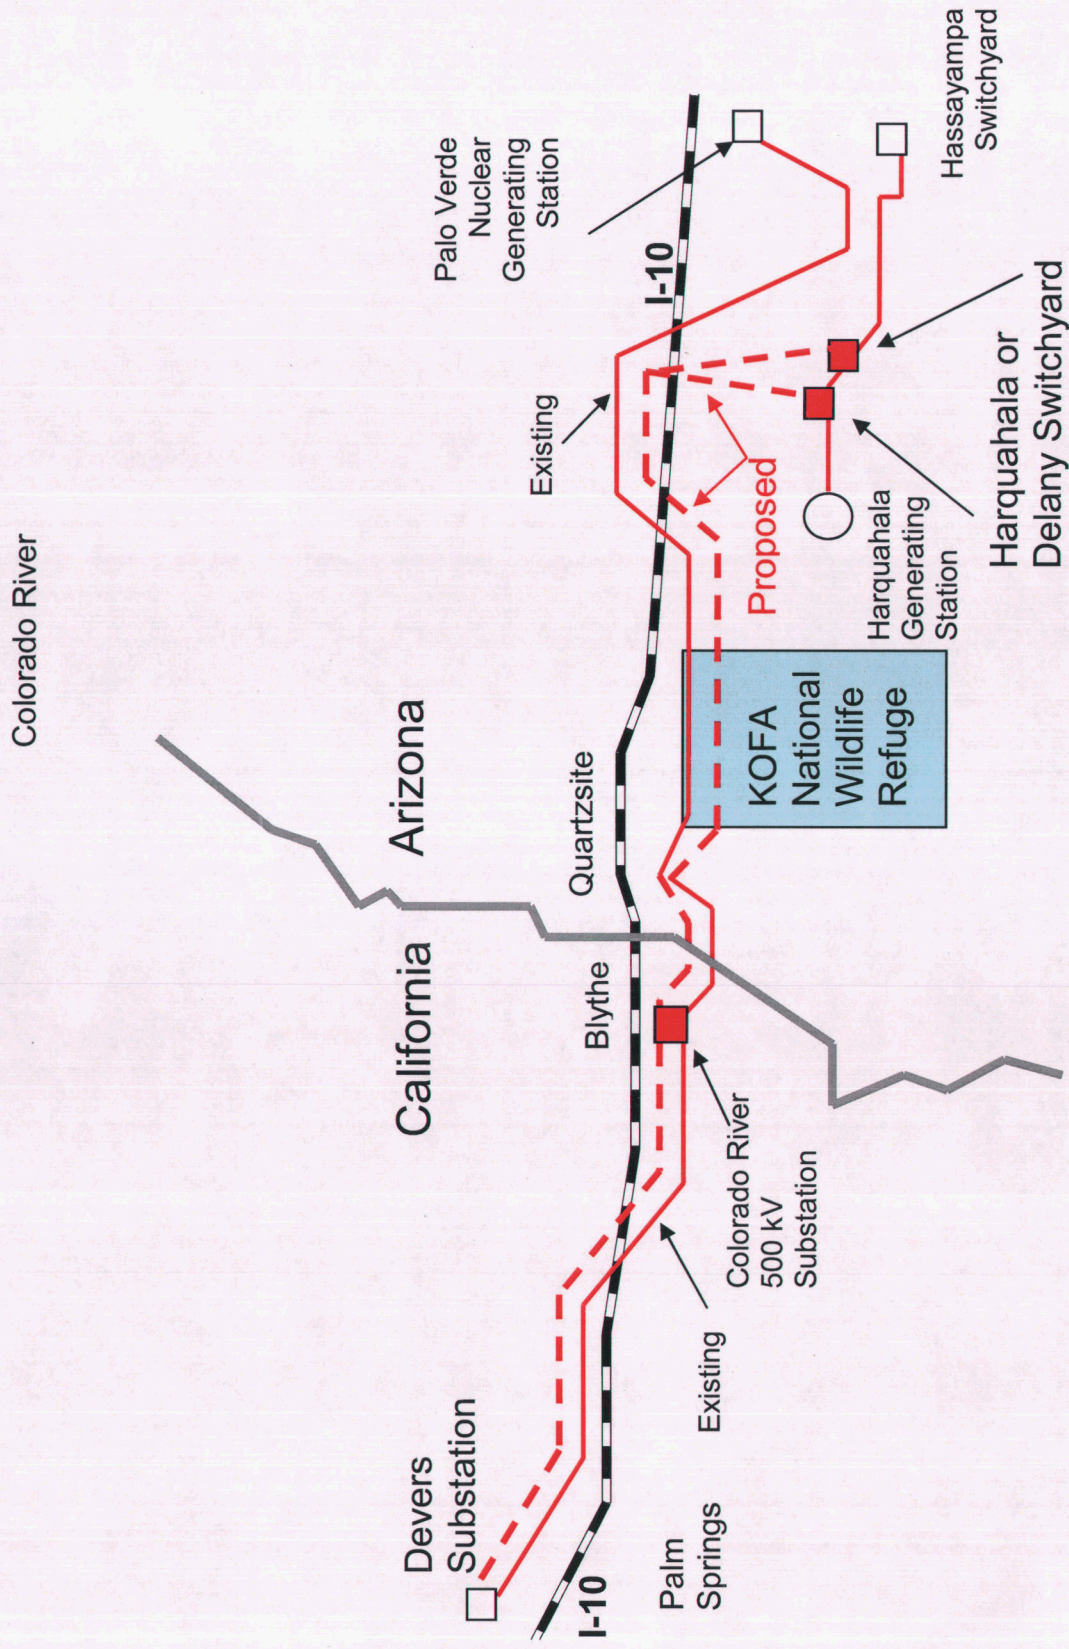 Colorado River
California
Arizona
Devers
Substation
Palo Verde
Nuclear
Generating
Station
Existing
I-10
Quartzsite
Blythe
I-10
Palm
Springs
Existing
Colorado River
500 kV
Substation
KOFA
National
Wildlife
Refuge
Proposed
Harquahala
Generating
Station
Harquahala or
Delany Switchyard
Hassayampa
Switchyard